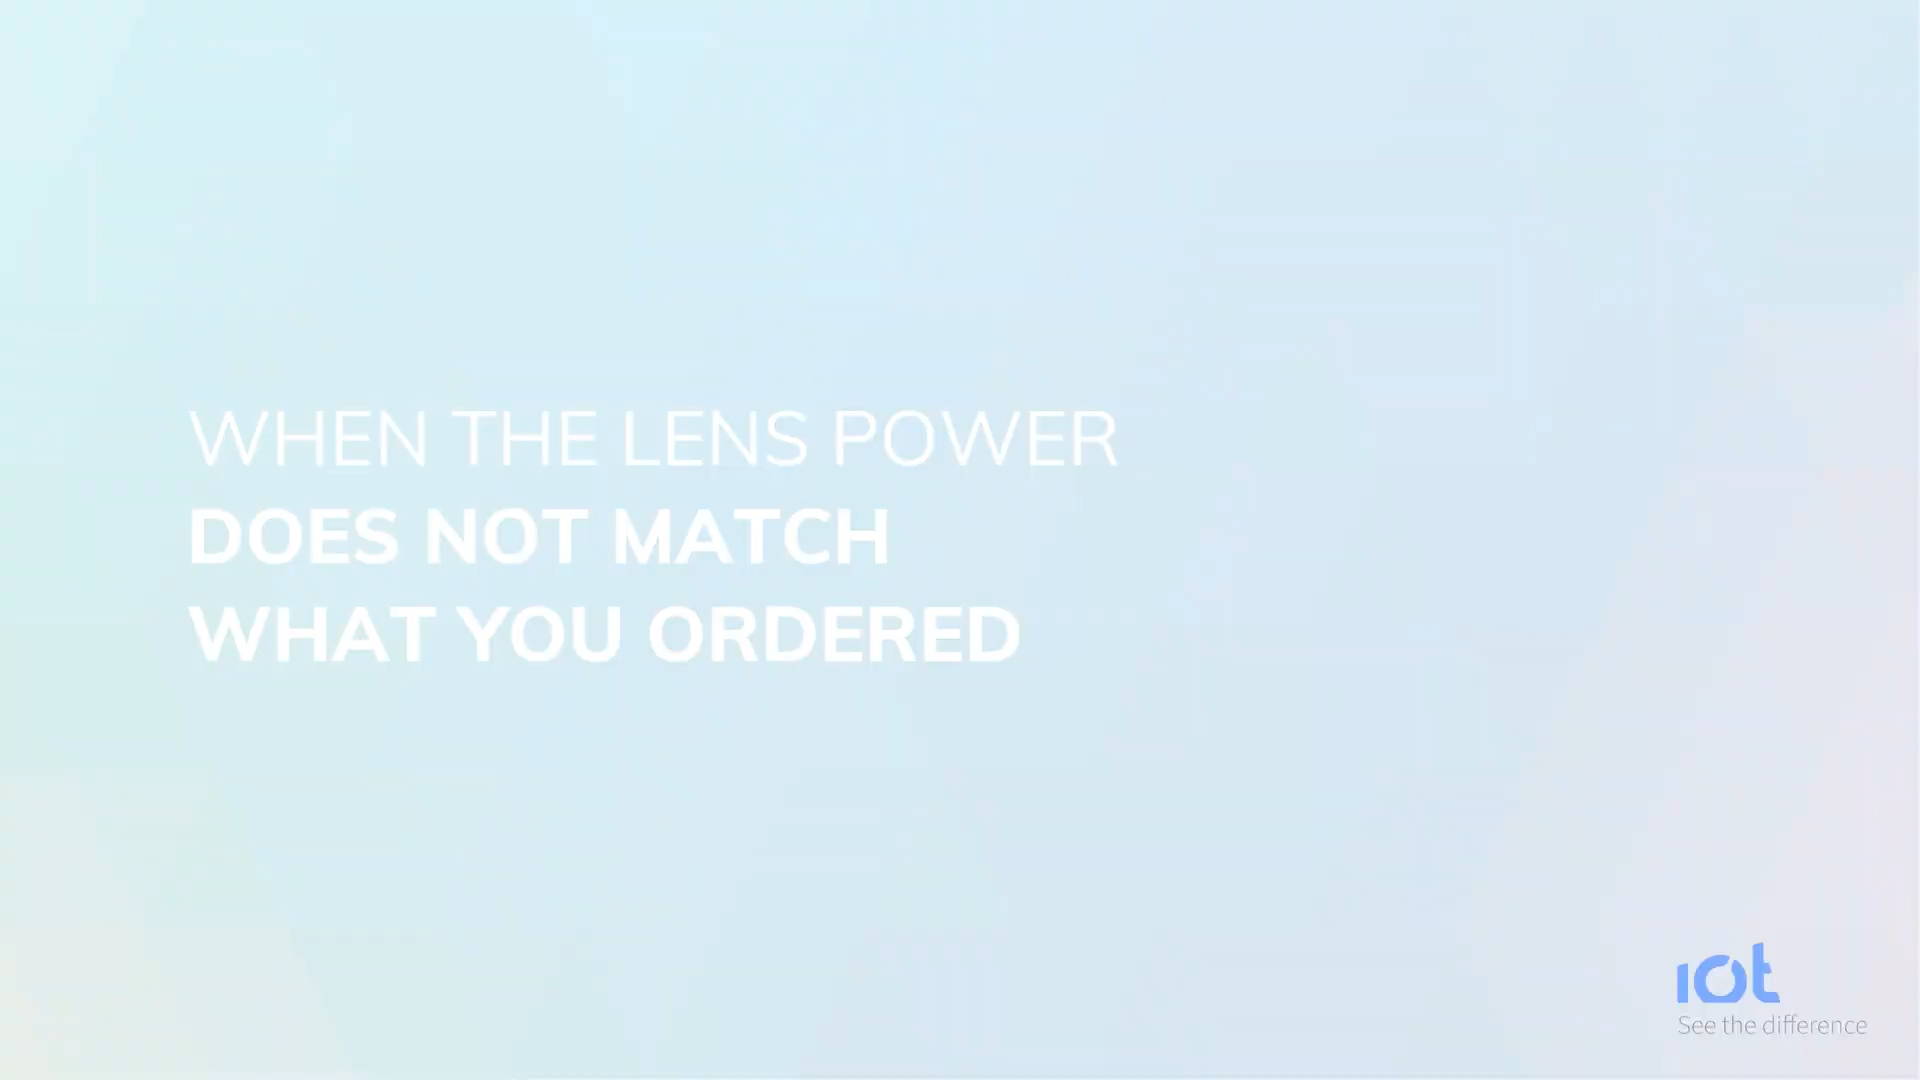 WHEN THE LENS POWER
DOES NOT MATCH
WHAT YOU ORDERED
iot
See the difference